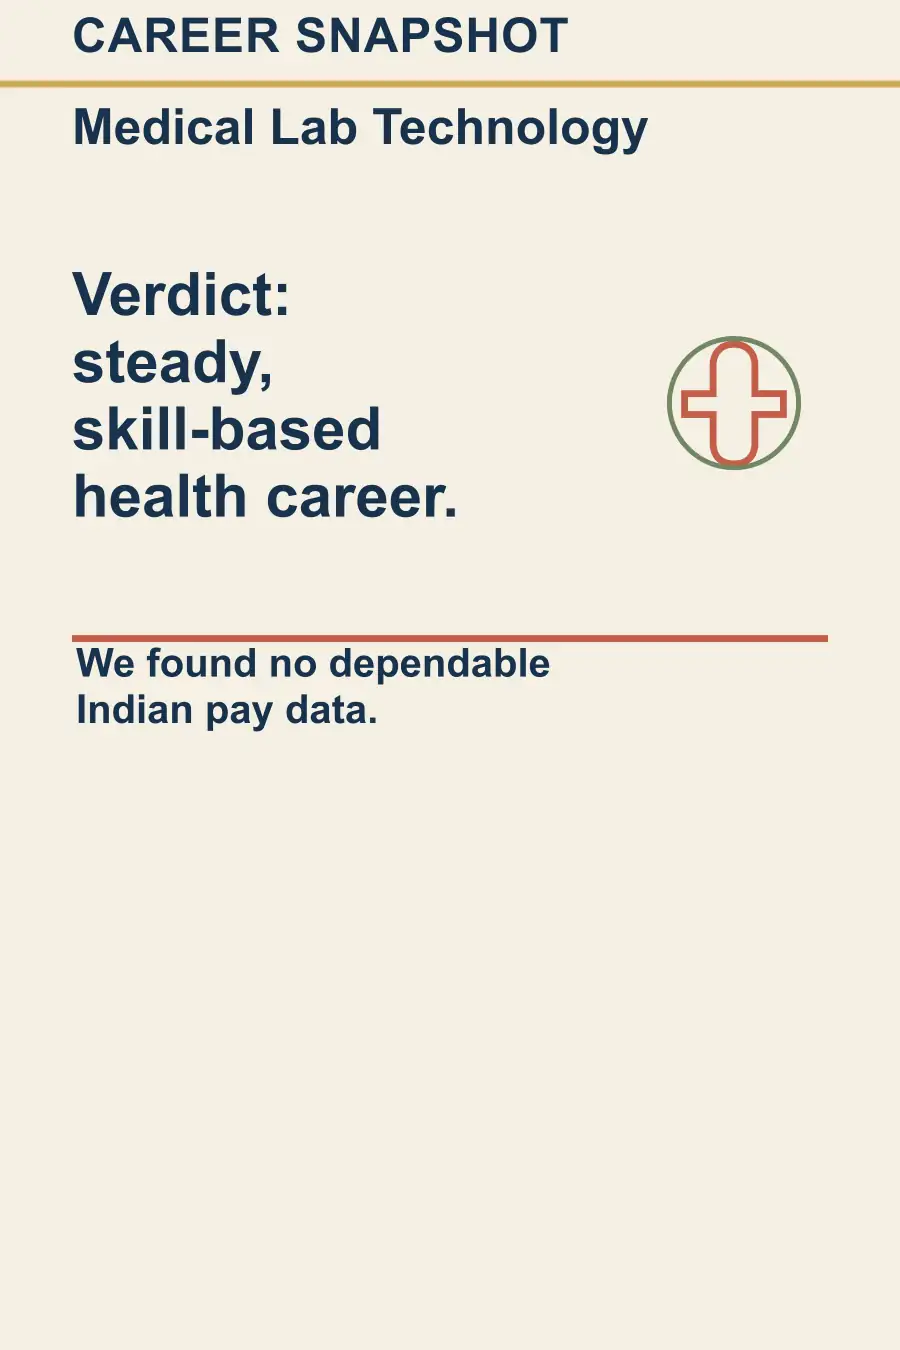 CAREER SNAPSHOT
Medical Lab Technology
Verdict:
steady,
skill-based
health career.
We found no dependable
Indian pay data.